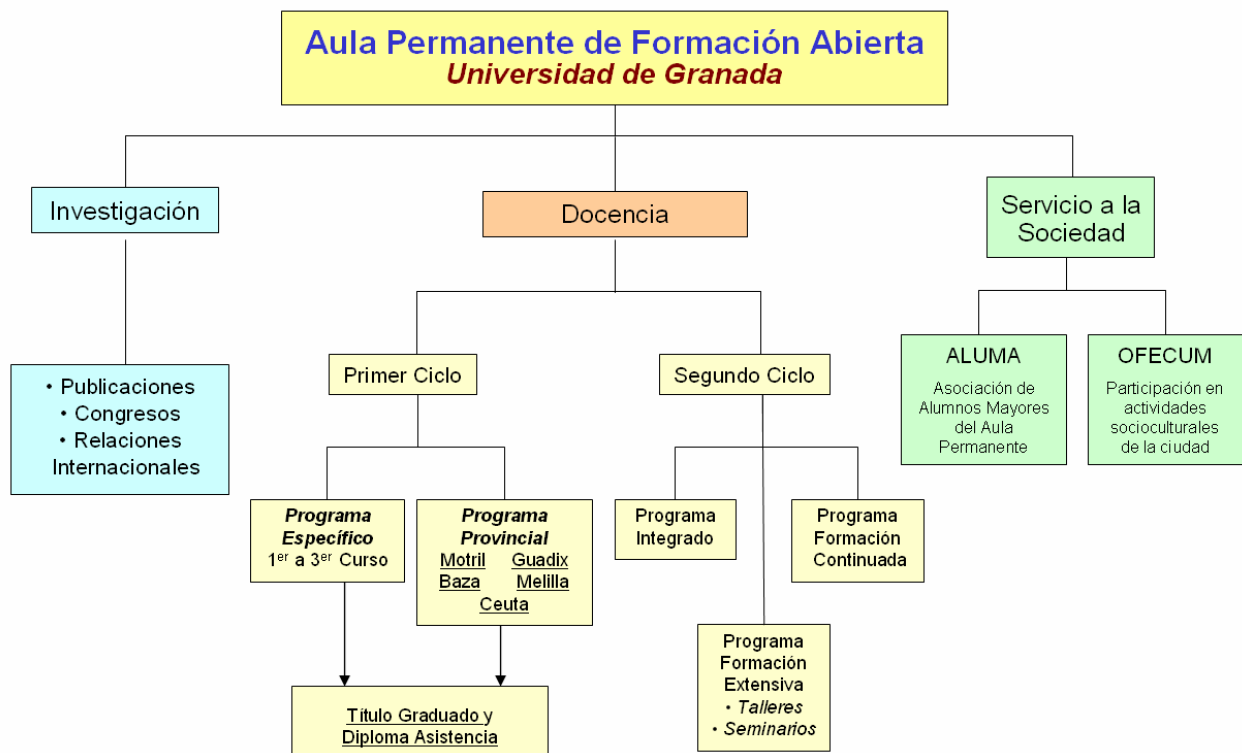 Aula Permanente de Formación Abierta
Universidad de Granada
Investigación
Docencia
Servicio a la
Sociedad
• Publicaciones
• Congresos
• Relaciones
Internacionales
Primer Ciclo
Segundo Ciclo
ALUMA
Asociación de
Alumnos Mayores
del Aula
Permanente
OFECUM
Participación en
actividades
socioculturales
de la ciudad
Programa
Específico
1er a 3er Curso
Programa
Provincial
Motril Guadix
Baza Melilla
Ceuta
Programa
Integrado
Programa
Formación
Continuada
Programa
Formación
Extensiva
• Talleres
• Seminarios
Título Graduado y
Diploma Asistencia